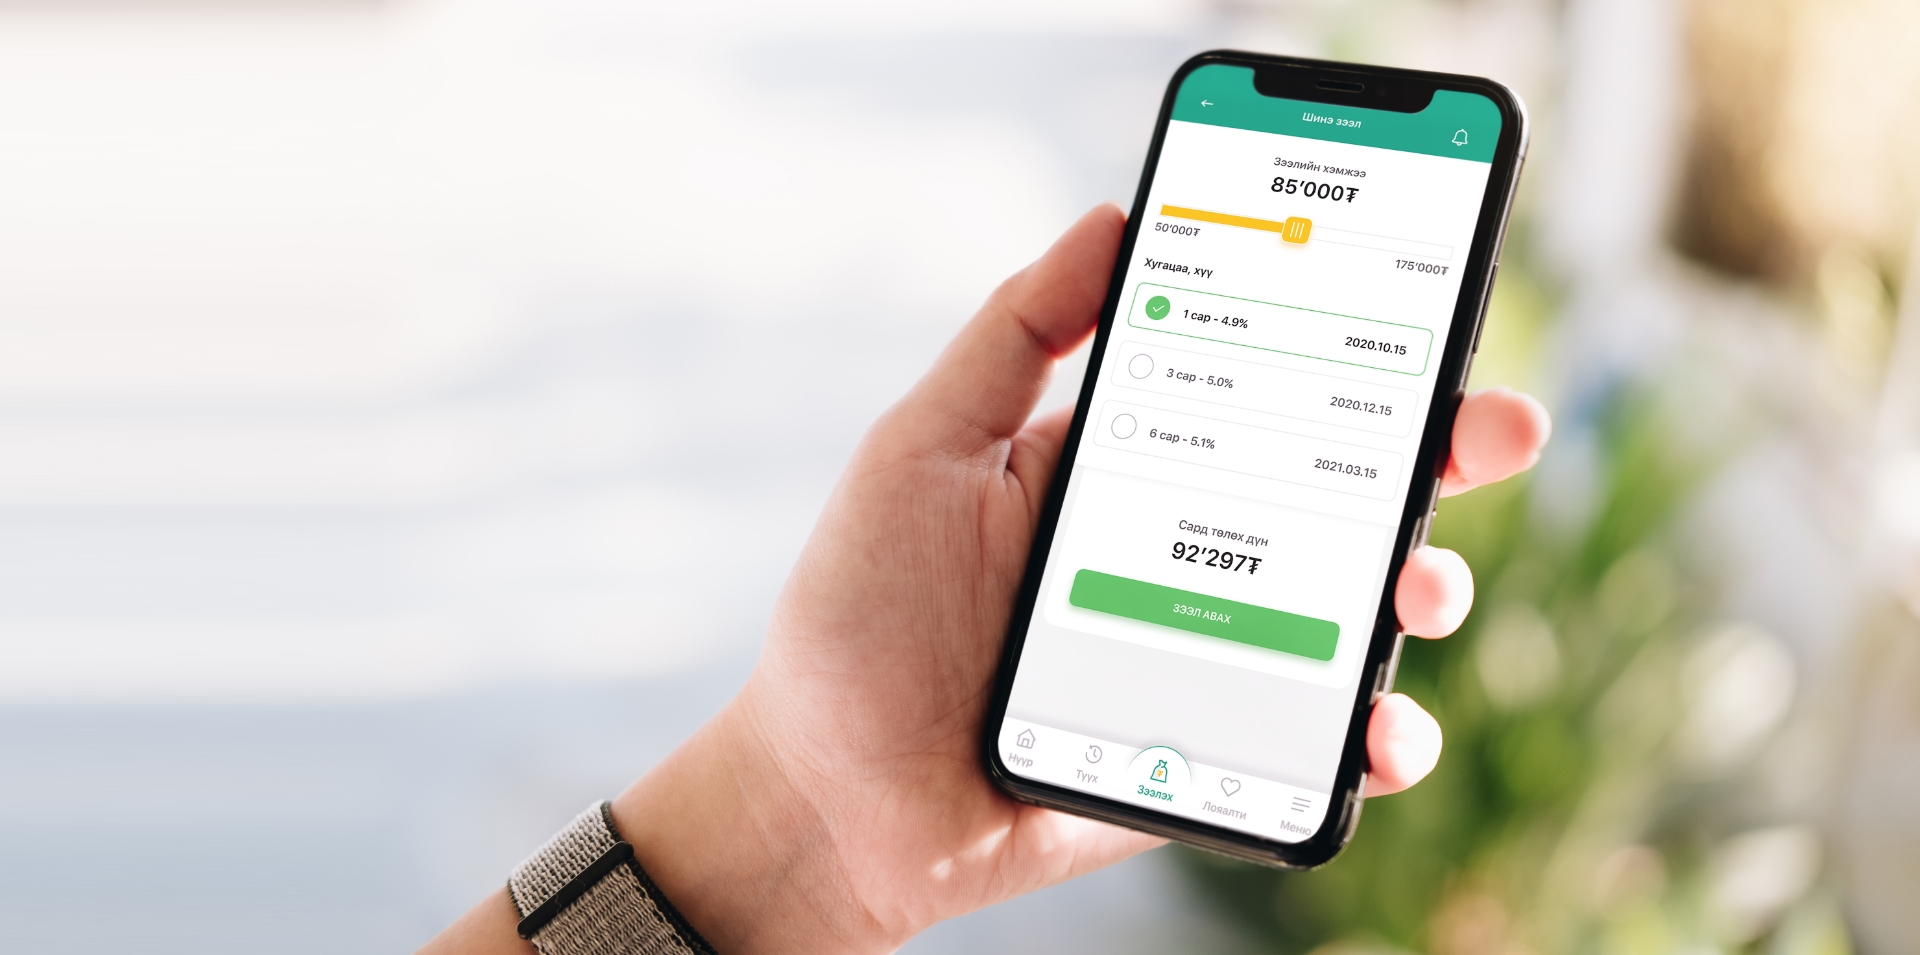 Шинэ зээл
Зээлийн хэмжээ
85’000₮
50’000₮
175’000₮
Хугацаа, хүү
1 сар - 4.9%
2020.10.15
3 сар - 5.0%
2020.12.15
6 сар - 5.1%
2021.03.15
Сард төлөх дүн
92’297₮
ЗЭЭЛ АВАХ
Нүүр
Түүх
Зээлэх
Лояалти
Меню